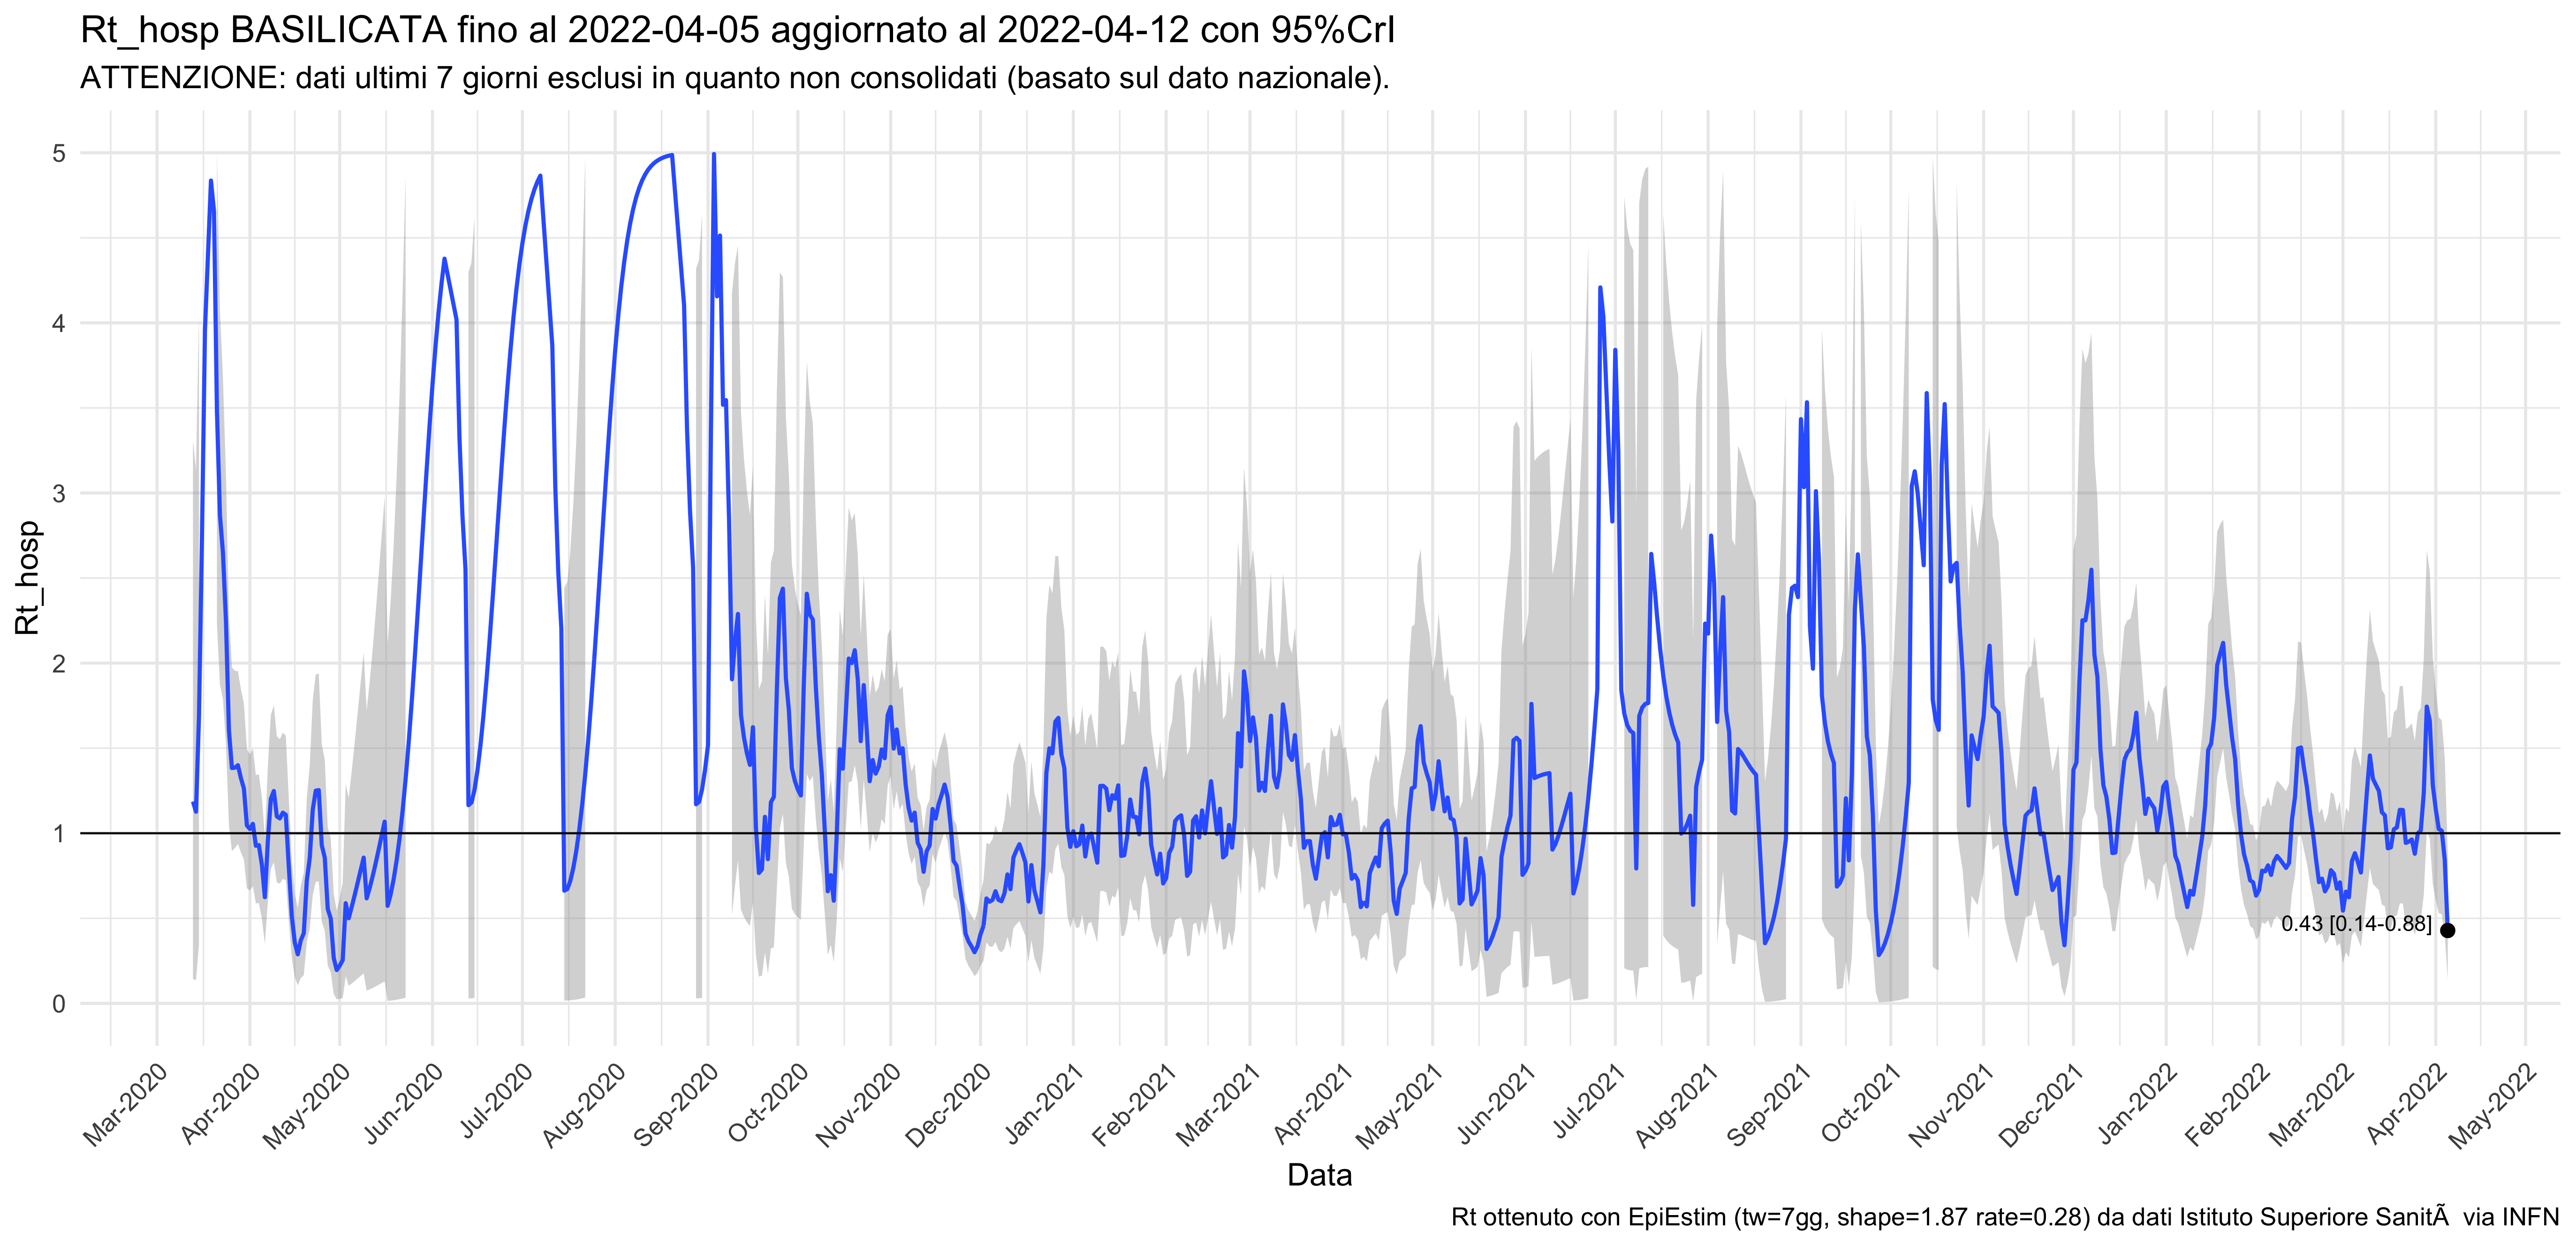 Rt_hosp BASILICATA fino al 2022-04-05 aggiornato al 2022-04-12 con 95%CrI
ATTENZIONE: dati ultimi 7 giorni esclusi in quanto non consolidati (basato sul dato nazionale).
Rt_hosp
5
4
3
2
1
0
0.43 [0.14-0.88]
Mar-2020
Apr-2020
May-2020
Jun-2020
Jul-2020
Aug-2020
Sep-2020
Oct-2020
Nov-2020
Dec-2020
Jan-2021
Feb-2021
Mar-2021
Apr-2021
May-2021
Jun-2021
Jul-2021
Aug-2021
Sep-2021
Oct-2021
Nov-2021
Dec-2021
Jan-2022
Feb-2022
Mar-2022
Apr-2022
May-2022
Data
Rt ottenuto con EpiEstim (tw=7gg, shape=1.87 rate=0.28) da dati Istituto Superiore SanitÃ  via INFN